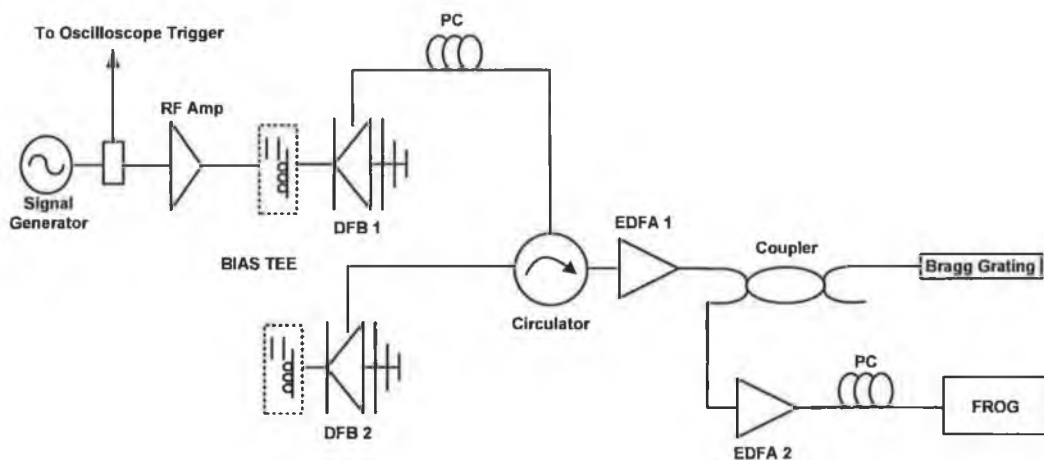 PC
To Oscilloscope Trigger
RF Amp
Signal
Generator
DFB 1
EDFA 1
BIAS TEE
Coupler
Bragg Grating
Circulator
PC
DFB 2
FROG
EDFA 2